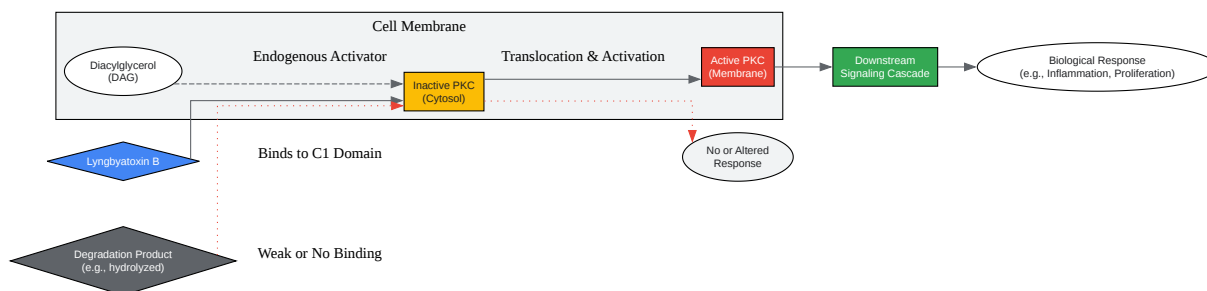 Cell Membrane
Diacylglycerol
(DAG)
Endogenous Activator
Translocation & Activation
Inactive PKC
(Cytosol)
Active PKC
(Membrane)
Downstream
Signaling Cascade
Biological Response
(e.g., Inflammation, Proliferation)
Lyngbyatoxin B
Binds to C1 Domain
No or Altered
Response
Degradation Product
(e.g., hydrolyzed)
Weak or No Binding